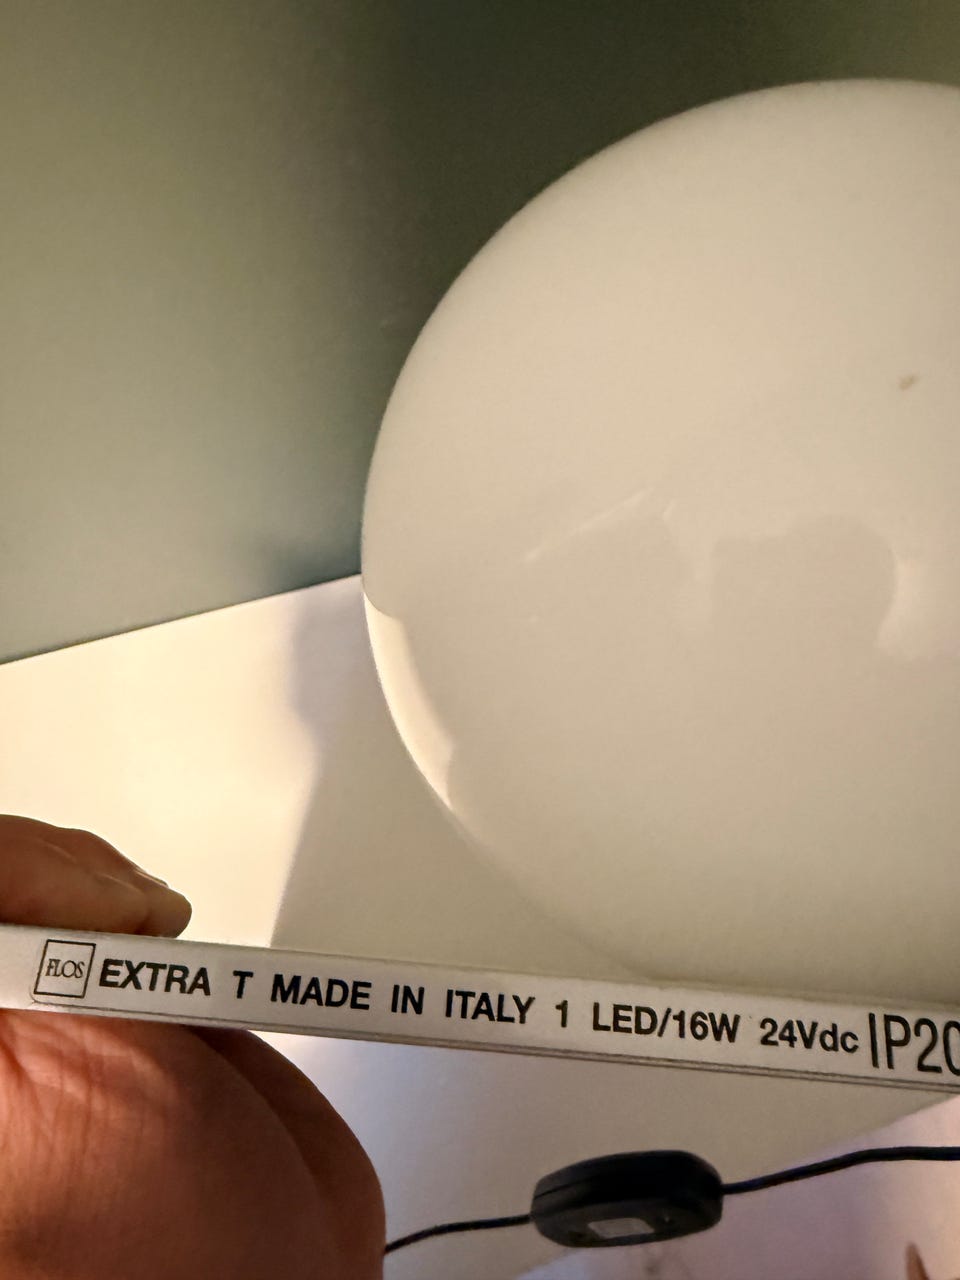 FLOS EXTRA T MADE IN ITALY 1 LED/16W 24Vdc IP20